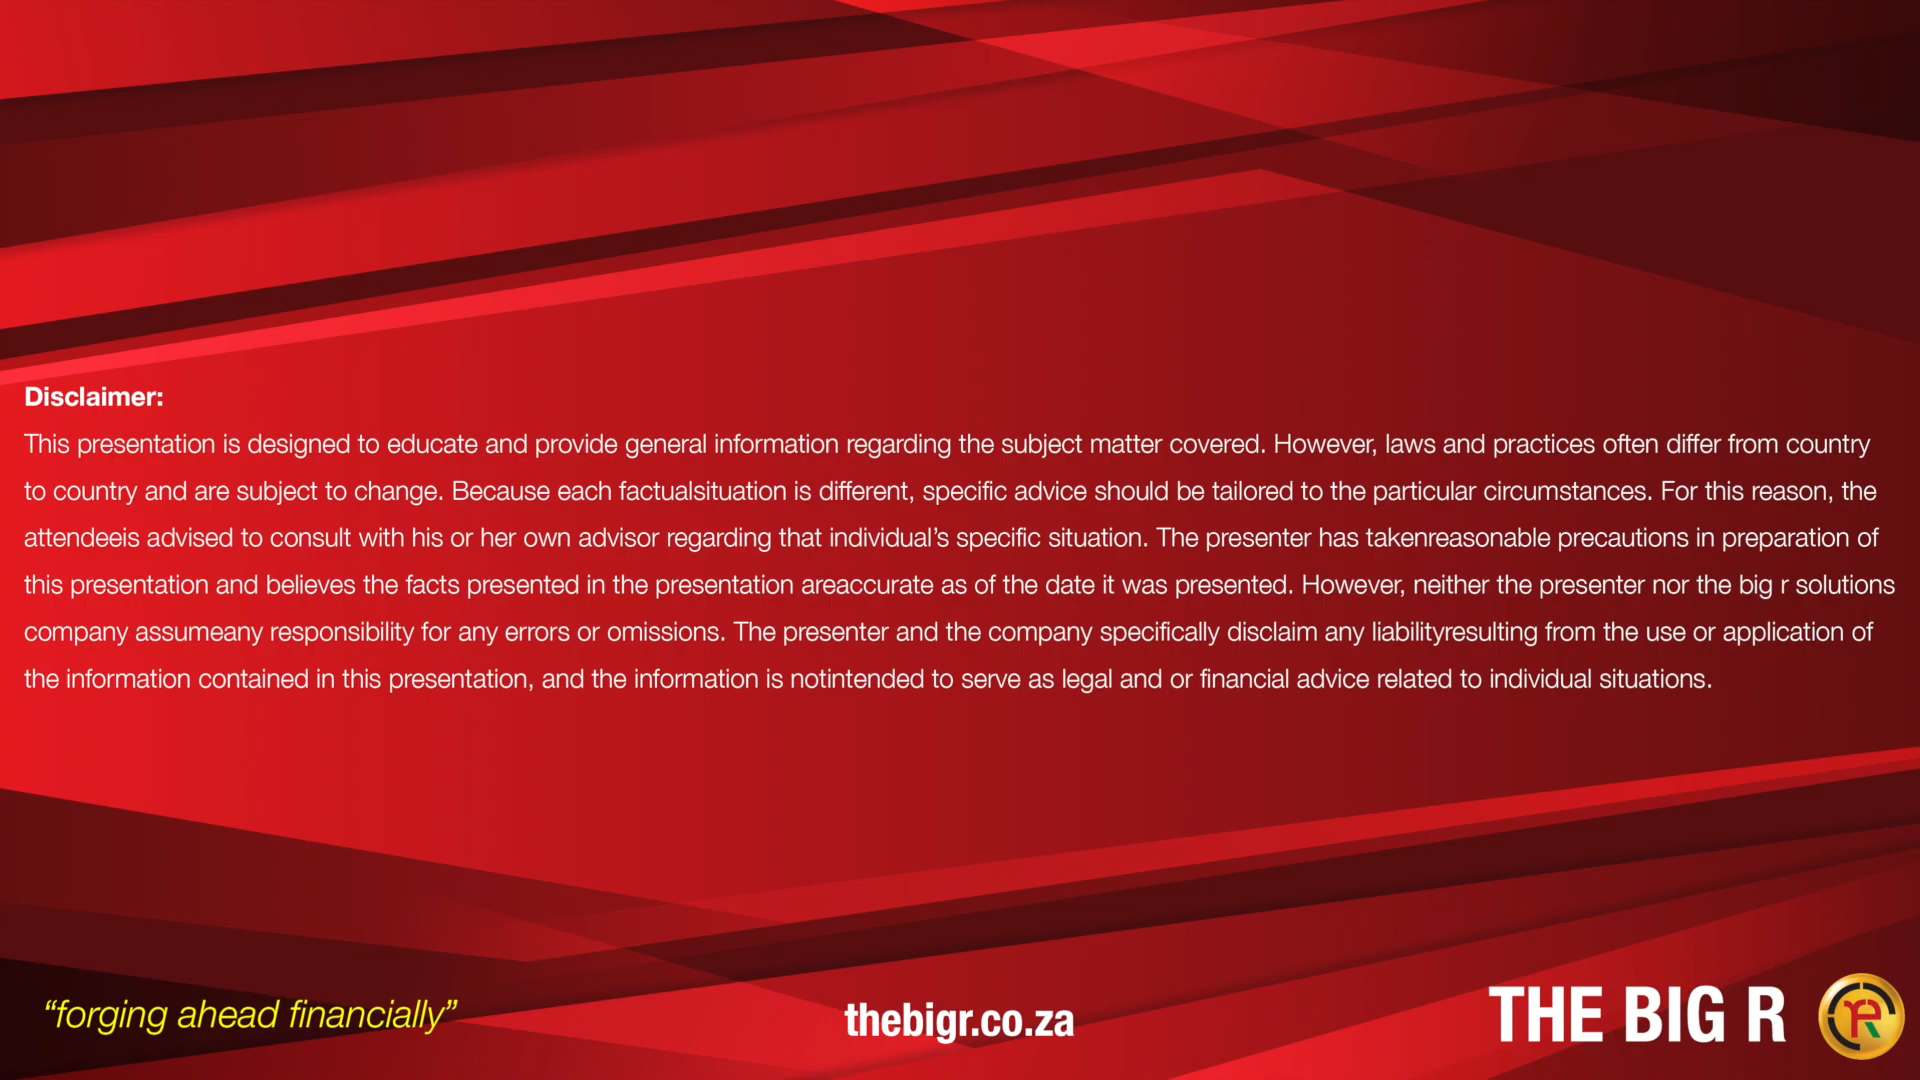 Disclaimer:
This presentation is designed to educate and provide general information regarding the subject matter covered. However, laws and practices often differ from country
to country and are subject to change. Because each factualsituation is different, specific advice should be tailored to the particular circumstances. For this reason, the
attendeeis advised to consult with his or her own advisor regarding that individual’s specific situation. The presenter has takenreasonable precautions in preparation of
this presentation and believes the facts presented in the presentation areaccurate as of the date it was presented. However, neither the presenter nor the big r solutions
company assumeany responsibility for any errors or omissions. The presenter and the company specifically disclaim any liabilityresulting from the use or application of
the information contained in this presentation, and the information is notintended to serve as legal and or financial advice related to individual situations.
“forging ahead financially”
thebigr.co.za
THE BIG R